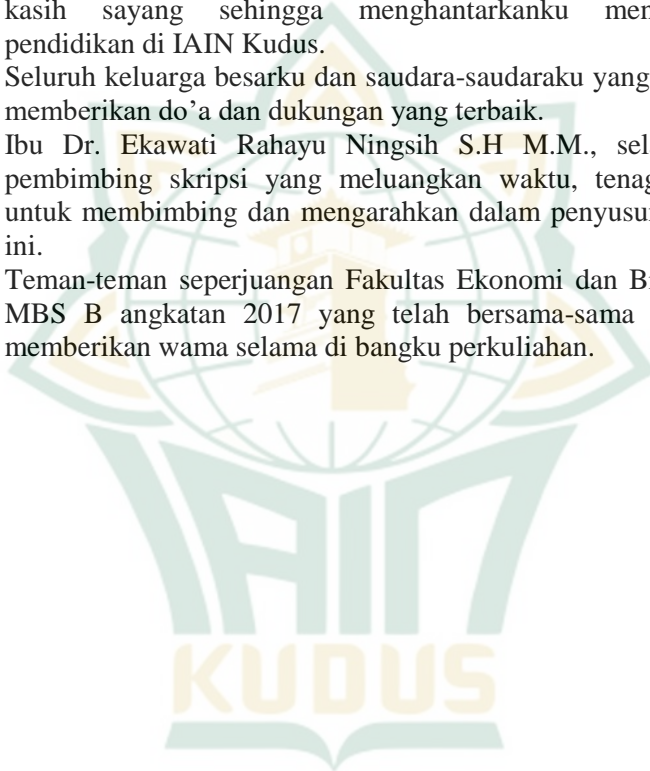 kasih sayang sehingga menghantarkanku men
pendidikan di IAIN Kudus.
Seluruh keluarga besarku dan saudara-saudaraku yang
memberikan do’a dan dukungan yang terbaik.
Ibu Dr. Ekawati Rahayu Ningsih S.H M.M., sel
pembimbing skripsi yang meluangkan waktu, tenag
untuk membimbing dan mengarahkan dalam penyusu
ini.
Teman-teman seperjuangan Fakultas Ekonomi dan B
MBS B angkatan 2017 yang telah bersama-sama
memberikan wama selama di bangku perkuliahan.
IAIN
KUDUS